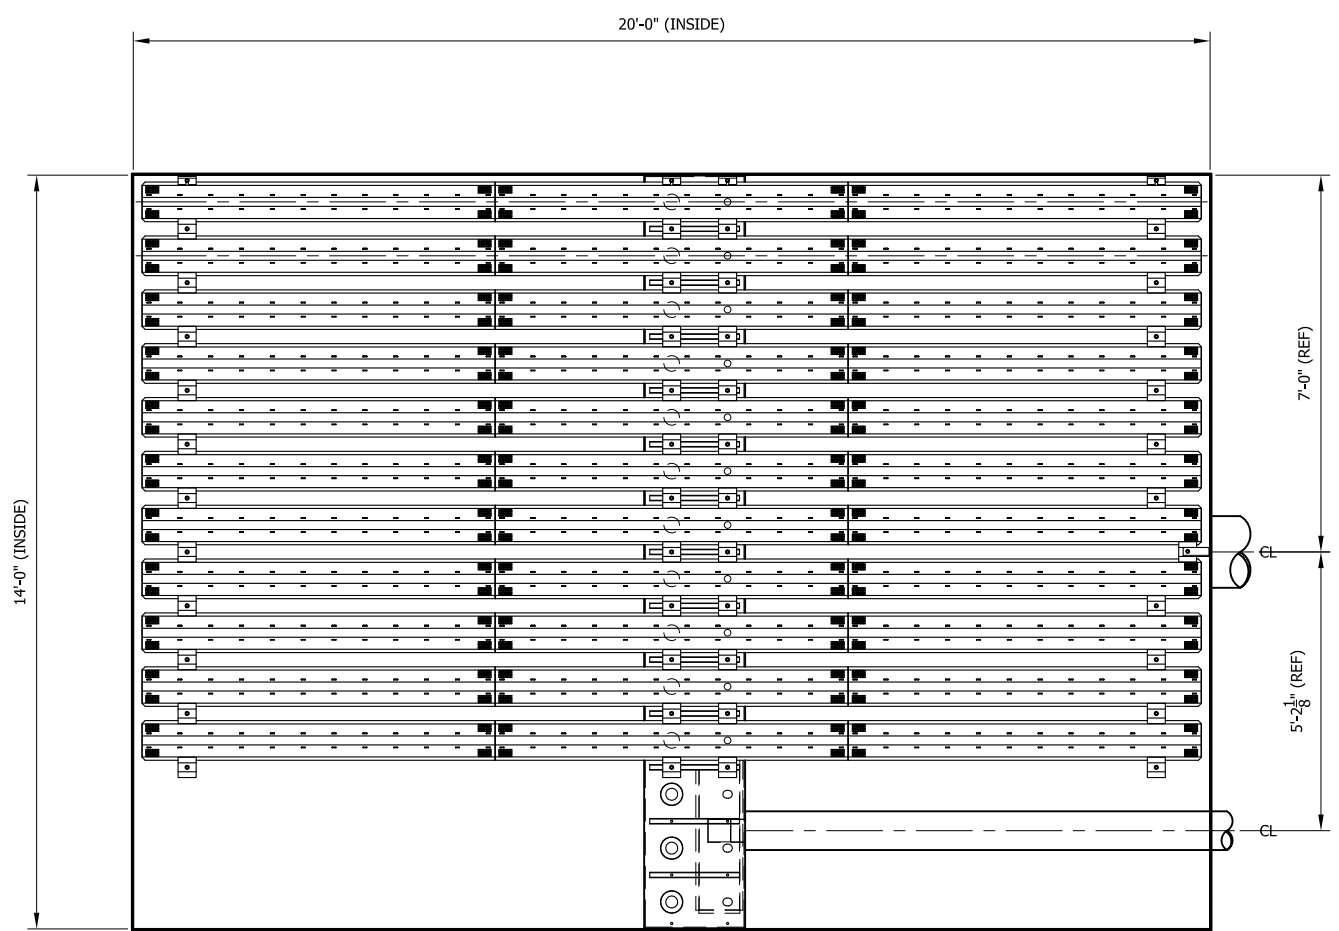 20'-0" (INSIDE)
7'-0" (REF)
14'-0" (INSIDE)
CL
5'-2 1/8" (REF)
CL